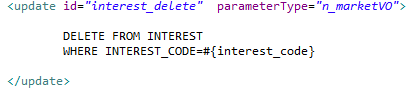 <update id="interest_delete"  parameterType="n_marketVO">
DELETE FROM INTEREST
WHERE INTEREST_CODE=#{interest_code}
</update>